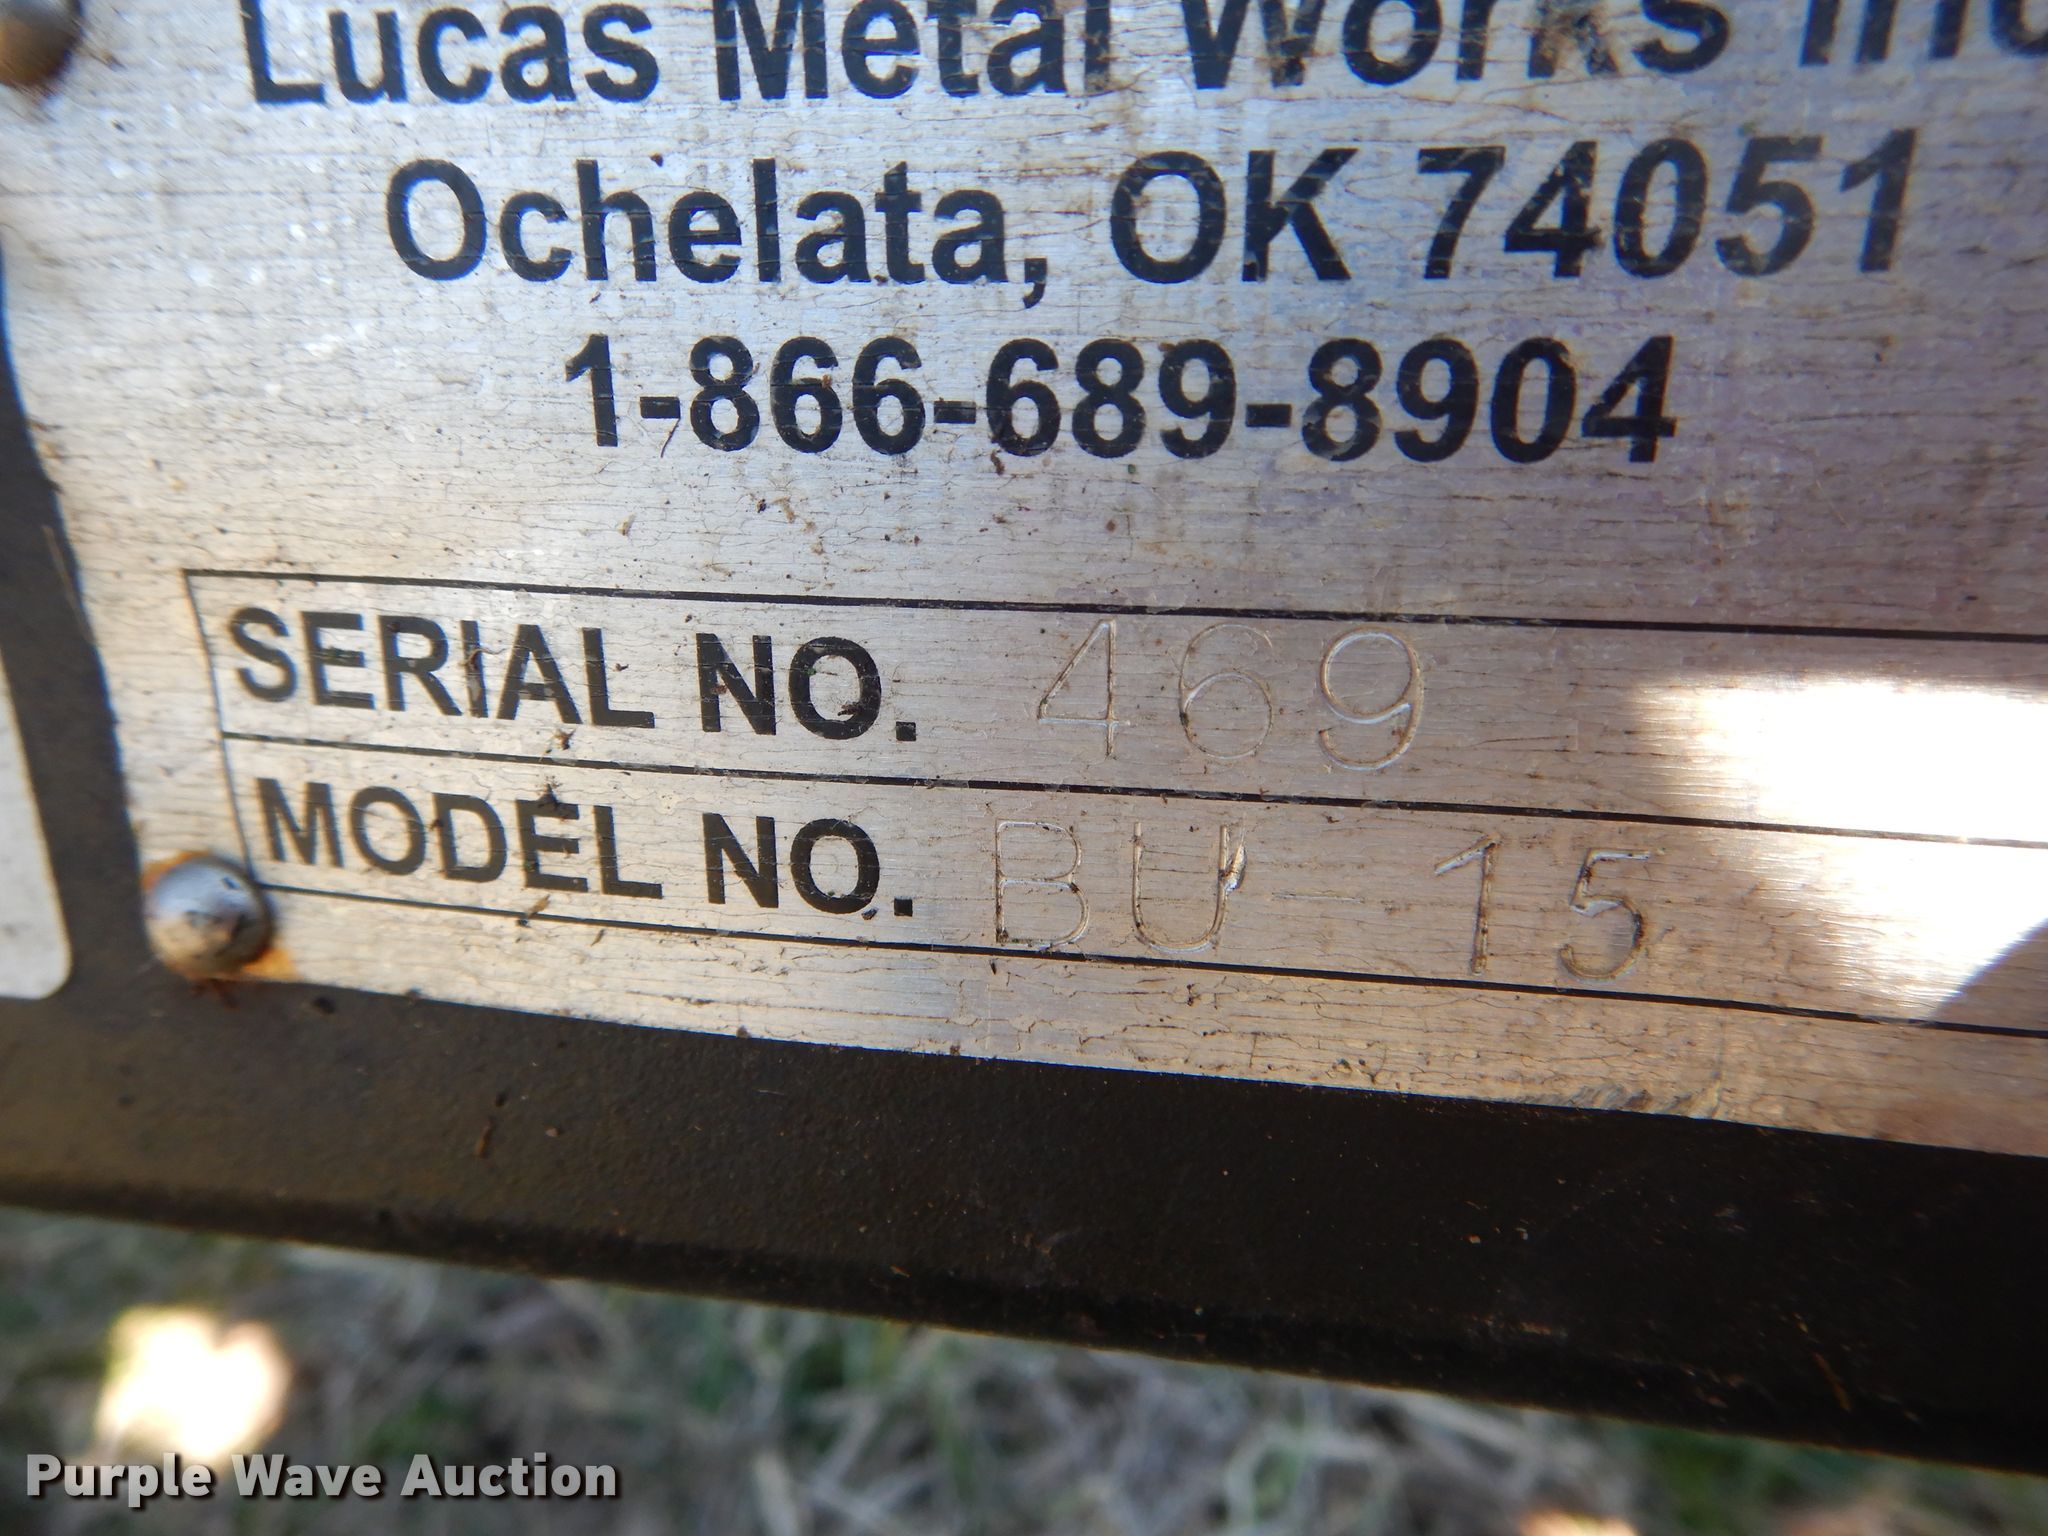 Lucas Metal Works Inc
Ochelata, OK 74051
1-866-689-8904
SERIAL NO. 469
MODEL NO. BU-15
Purple Wave Auction